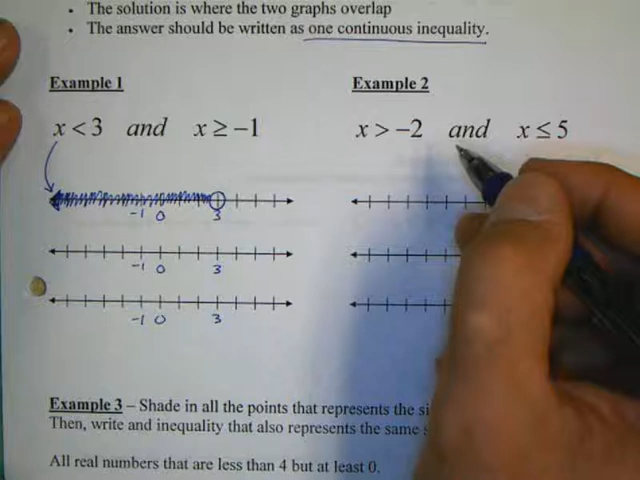 • The solution is where the two graphs overlap
• The answer should be written as one continuous inequality.
Example 1
x < 3 and x ≥ −1
-1 0 3
-1 0 3
-1 0 3
Example 2
x > −2 and x ≤ 5
Example 3 – Shade in all the points that represents the
Then, write and inequality that also represents the same
All real numbers that are less than 4 but at least 0.